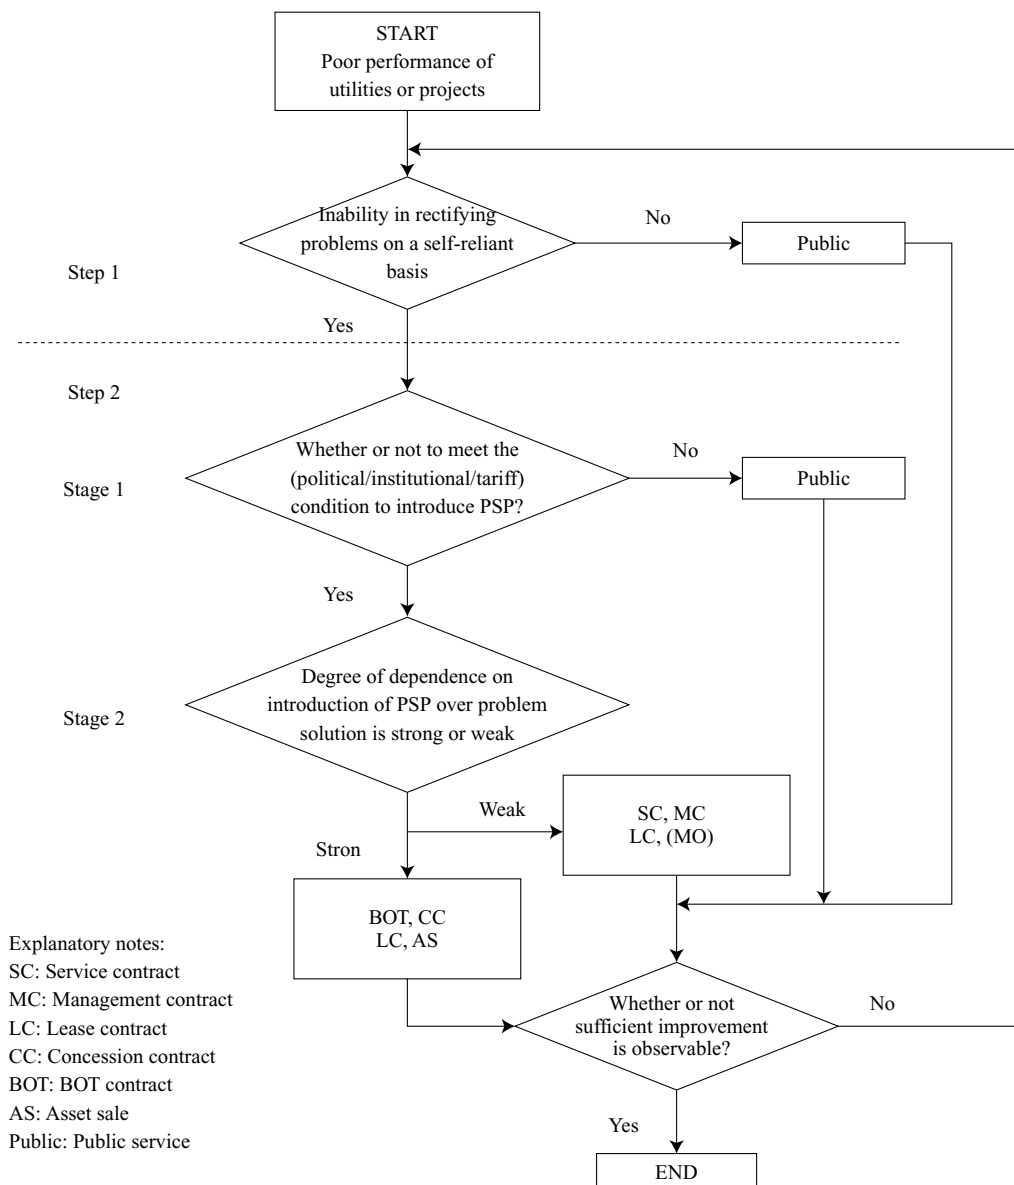 START
Poor performance of
utilities or projects
Inability in rectifying
problems on a self-reliant
basis
No
Public
Step 1
Yes
Step 2
Whether or not to meet the
(political/institutional/tariff)
condition to introduce PSP?
No
Public
Stage 1
Yes
Degree of dependence on
introduction of PSP over problem
solution is strong or weak
Stage 2
Weak
SC, MC
LC, (MO)
Stron
BOT, CC
LC, AS
Explanatory notes:
SC: Service contract
MC: Management contract
LC: Lease contract
CC: Concession contract
BOT: BOT contract
AS: Asset sale
Public: Public service
Whether or not
sufficient improvement
is observable?
No
Yes
END